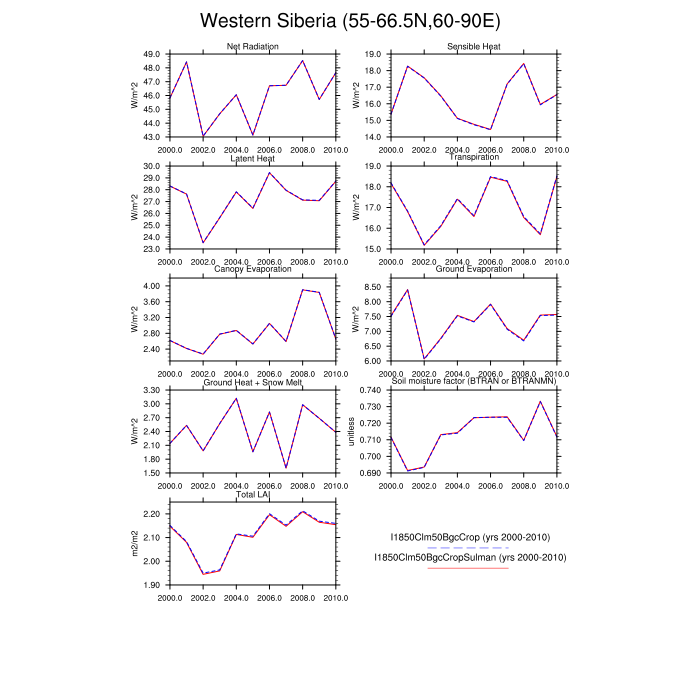 Western Siberia (55-66.5N,60-90E)
Net Radiation
Sensible Heat
49.0
48.0
47.0
46.0
45.0
44.0
43.0
W/m^2
2000.0 2002.0 2004.0 2006.0 2008.0 2010.0
19.0
18.0
17.0
16.0
15.0
14.0
W/m^2
2000.0 2002.0 2004.0 2006.0 2008.0 2010.0
Latent Heat
Transpiration
30.0
29.0
28.0
27.0
26.0
25.0
24.0
23.0
W/m^2
2000.0 2002.0 2004.0 2006.0 2008.0 2010.0
19.0
18.0
17.0
16.0
15.0
W/m^2
2000.0 2002.0 2004.0 2006.0 2008.0 2010.0
Canopy Evaporation
Ground Evaporation
4.00
3.60
3.20
2.80
2.40
W/m^2
2000.0 2002.0 2004.0 2006.0 2008.0 2010.0
8.50
8.00
7.50
7.00
6.50
6.00
W/m^2
2000.0 2002.0 2004.0 2006.0 2008.0 2010.0
Ground Heat + Snow Melt
Soil moisture factor (BTRAN or BTRANMN)
3.30
3.00
2.70
2.40
2.10
1.80
1.50
W/m^2
2000.0 2002.0 2004.0 2006.0 2008.0 2010.0
0.740
0.730
0.720
0.710
0.700
0.690
unitless
2000.0 2002.0 2004.0 2006.0 2008.0 2010.0
Total LAI
2.20
2.10
2.00
1.90
m2/m2
2000.0 2002.0 2004.0 2006.0 2008.0 2010.0
I1850Clm50BgcCrop (yrs 2000-2010)
I1850Clm50BgcCropSulman (yrs 2000-2010)